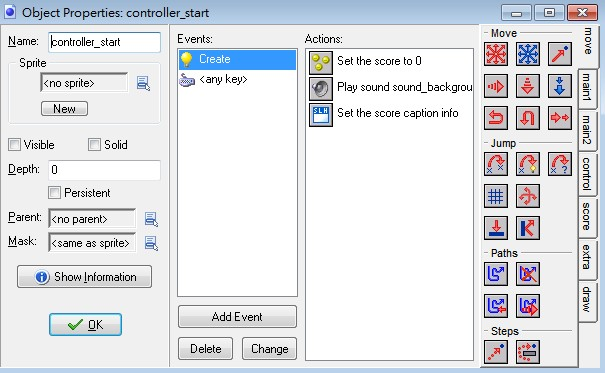 Object Properties: controller_start
Name: controller_start
Sprite
<no sprite>
New
Visible
Solid
Depth: 0
Persistent
Parent: <no parent>
Mask: <same as sprite>
Show Information
OK
Events:
Create
<any key>
Add Event
Delete
Change
Actions:
Set the score to 0
Play sound sound_backgrou
SLH
Set the score caption info
Move
Jump
Paths
Steps
move
main1
main2
control
score
extra
draw